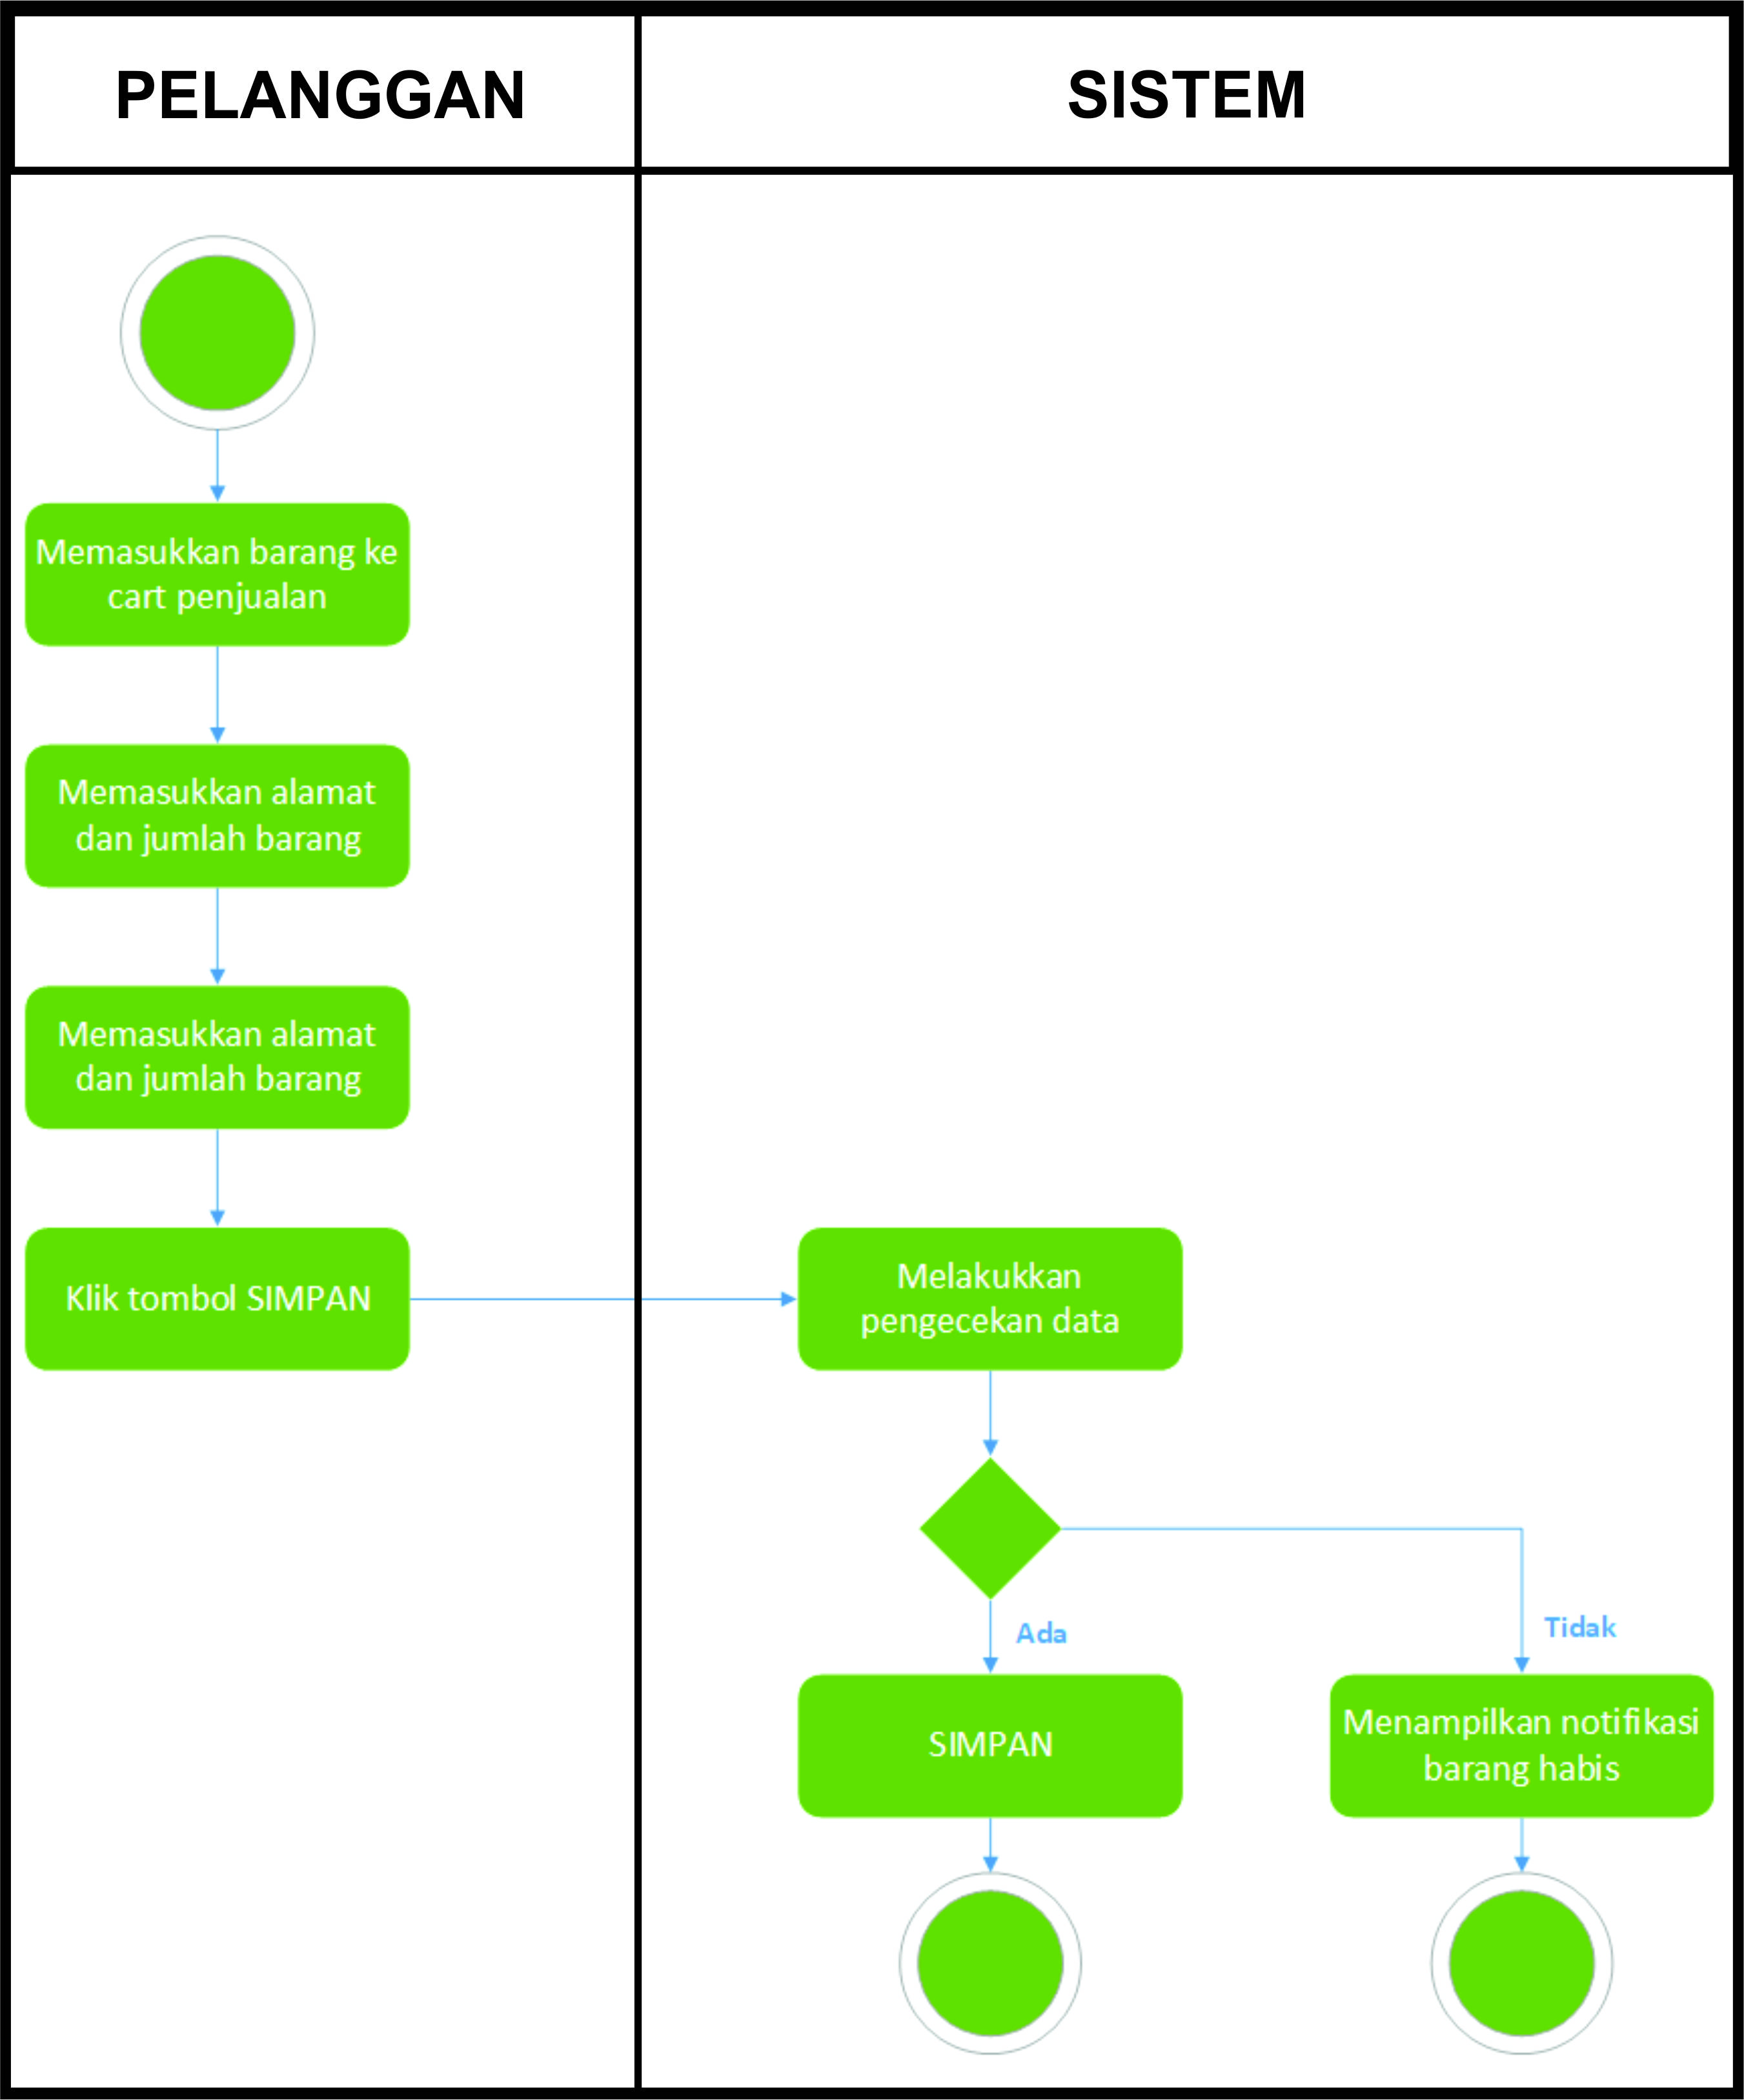 PELANGGAN
SISTEM
Memasukkan barang ke
cart penjualan
Memasukkan alamat
dan jumlah barang
Memasukkan alamat
dan jumlah barang
Klik tombol SIMPAN
Melakukkan
pengecekan data
Ada
Tidak
SIMPAN
Menampilkan notifikasi
barang habis